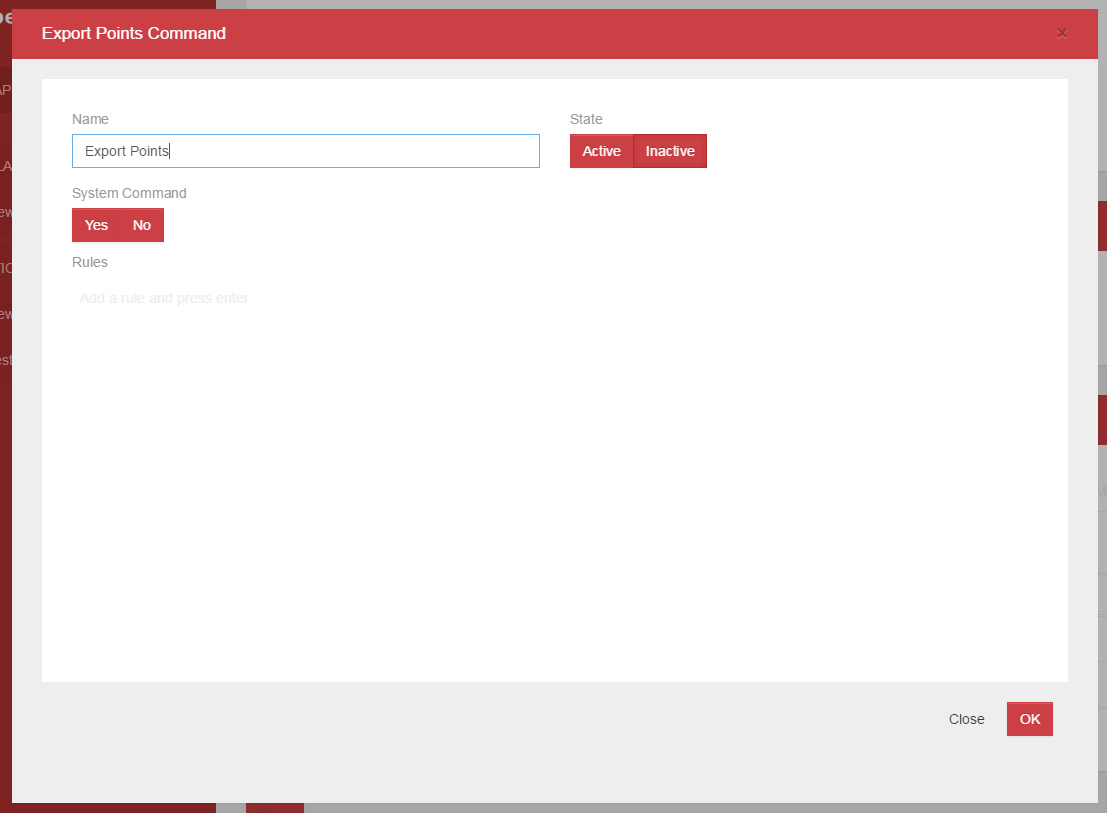 Export Points Command
×
Name
State
Export Points
Active Inactive
System Command
Yes No
Rules
Add a rule and press enter
Close OK